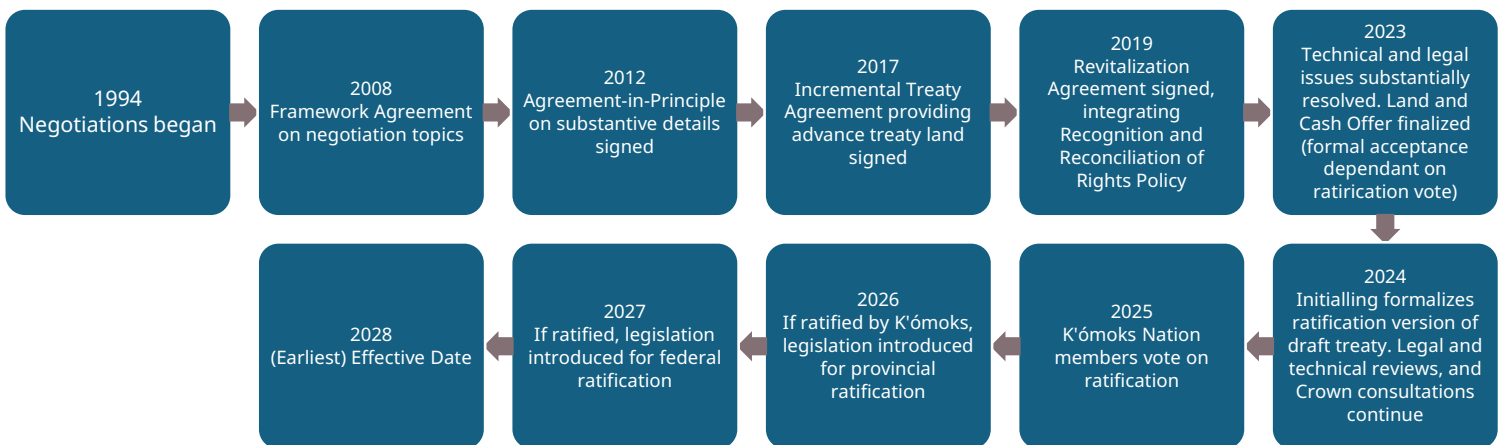 1994
Negotiations began
2008
Framework Agreement
on negotiation topics
2012
Agreement-in-Principle
on substantive details
signed
2017
Incremental Treaty
Agreement providing
advance treaty land
signed
2019
Revitalization
Agreement signed,
integrating
Recognition and
Reconciliation of
Rights Policy
2023
Technical and legal
issues substantially
resolved. Land and
Cash Offer finalized
(formal acceptance
dependant on
ratirication vote)
2024
Initialling formalizes
ratification version of
draft treaty. Legal and
technical reviews, and
Crown consultations
continue
2025
K'ómoks Nation
members vote on
ratification
2026
If ratified by K'ómoks,
legislation introduced
for provincial
ratification
2027
If ratified, legislation
introduced for federal
ratification
2028
(Earliest) Effective Date